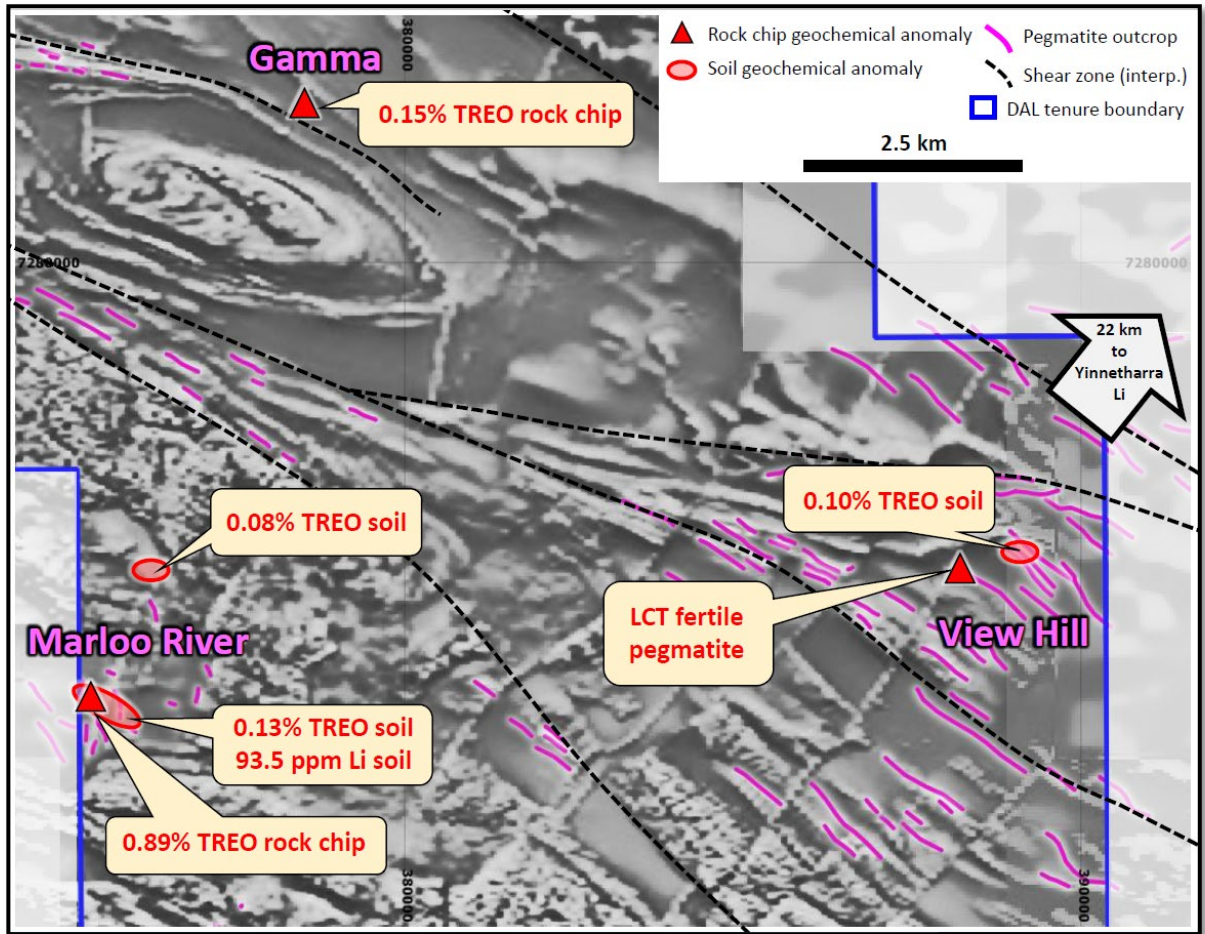 Gamma
380000
Rock chip geochemical anomaly
Soil geochemical anomaly
Pegmatite outcrop
Shear zone (interp.)
DAL tenure boundary
2.5 km
0.15% TREO rock chip
7280000
7280000
22 km
to
Yinnetharra
Li
0.08% TREO soil
0.10% TREO soil
LCT fertile
pegmatite
View Hill
Marloo River
0.13% TREO soil
93.5 ppm Li soil
0.89% TREO rock chip
380000
390000